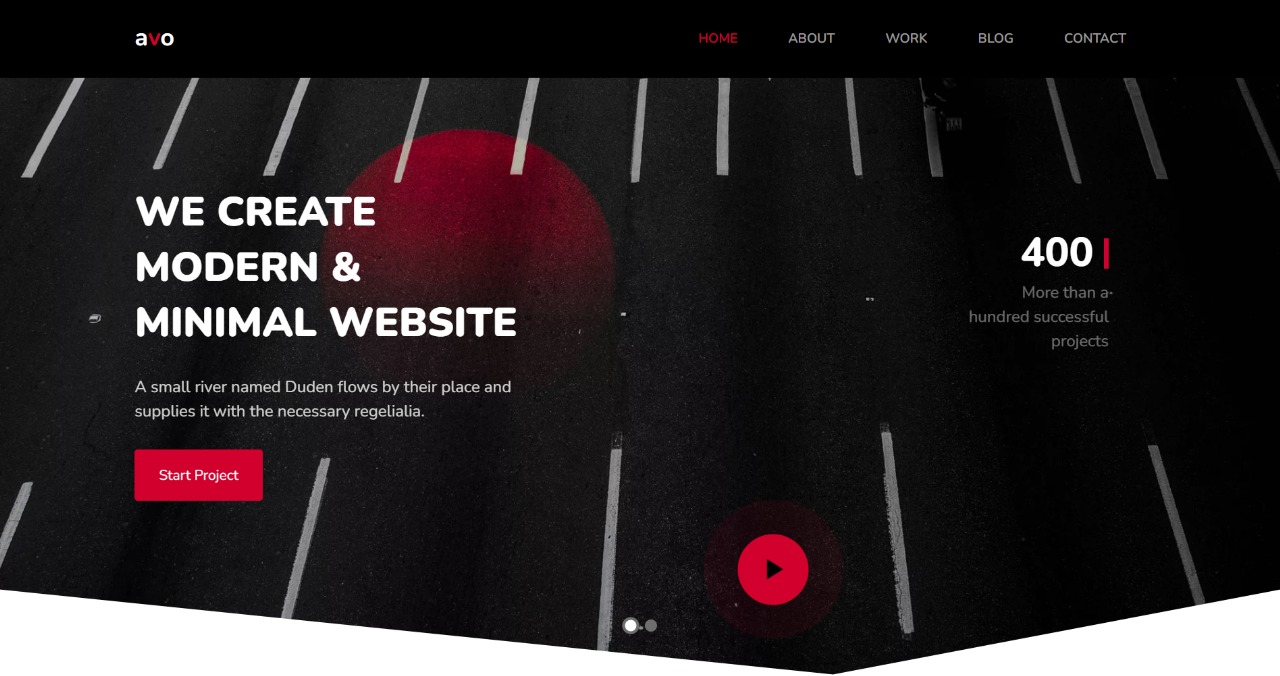 avo
HOME ABOUT WORK BLOG CONTACT
WE CREATE
MODERN &
MINIMAL WEBSITE
A small river named Duden flows by their place and
supplies it with the necessary regelialia.
Start Project
400
More than a
hundred successful
projects